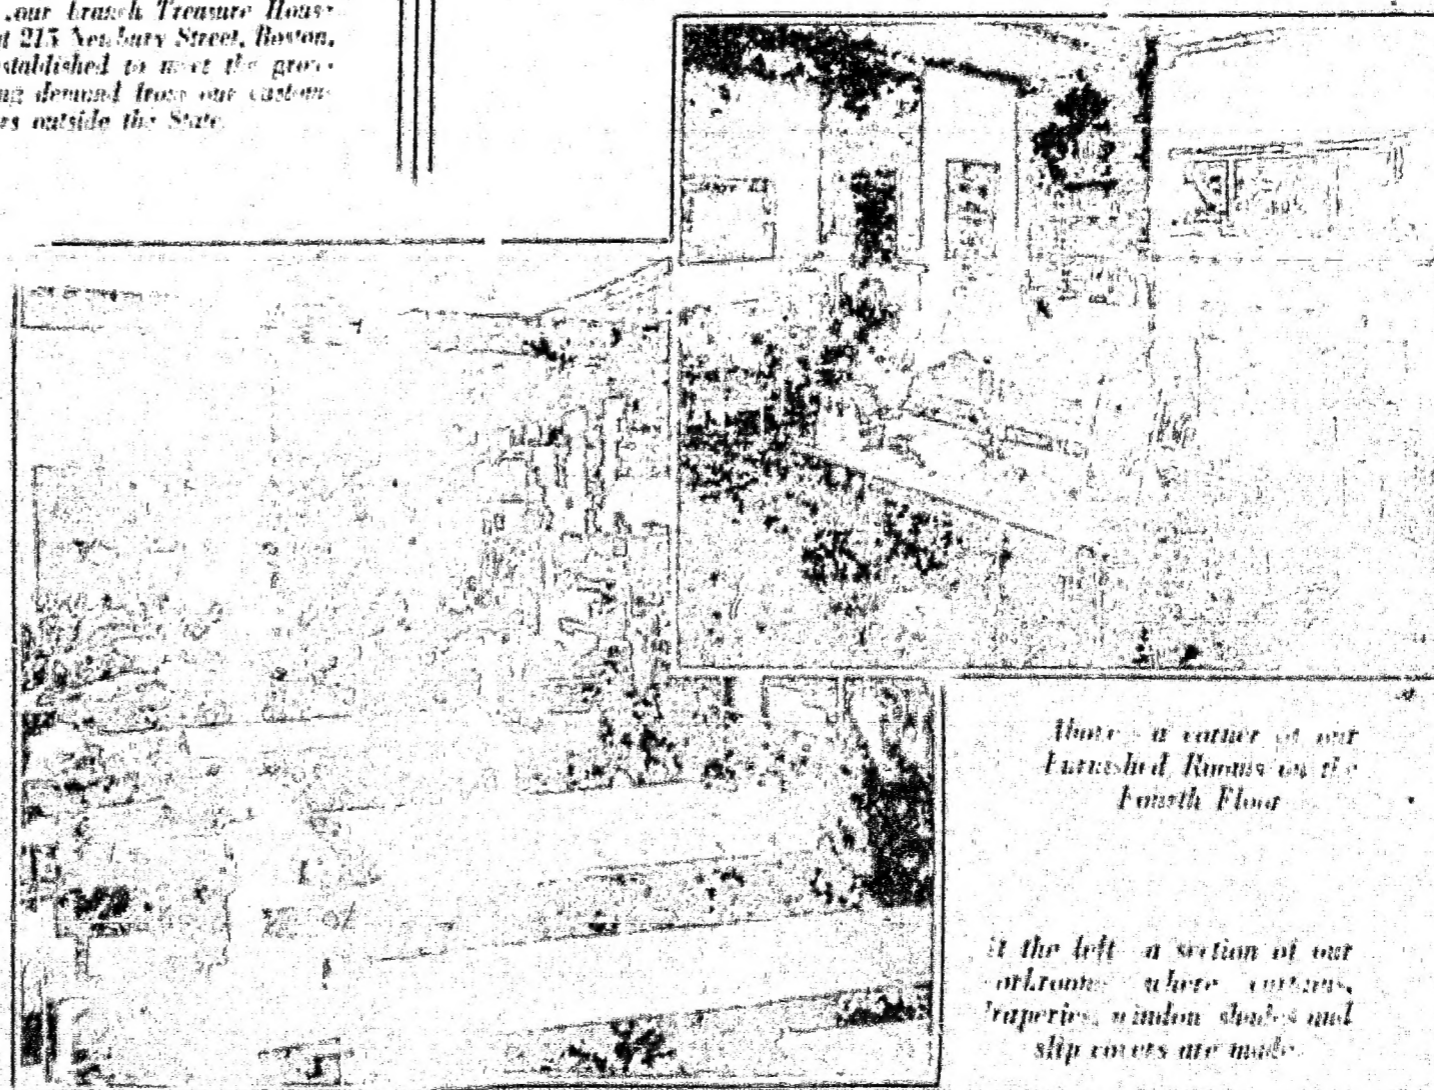 our Branch Treasure House
at 215 Newbury Street, Boston,
established to meet the grow-
ing demand from our custom-
ers outside the State.
Above - a corner of our
Furnished Rooms on the
Fourth Floor
At the left - a section of our
workrooms where curtains,
draperies, window shades and
slip covers are made.